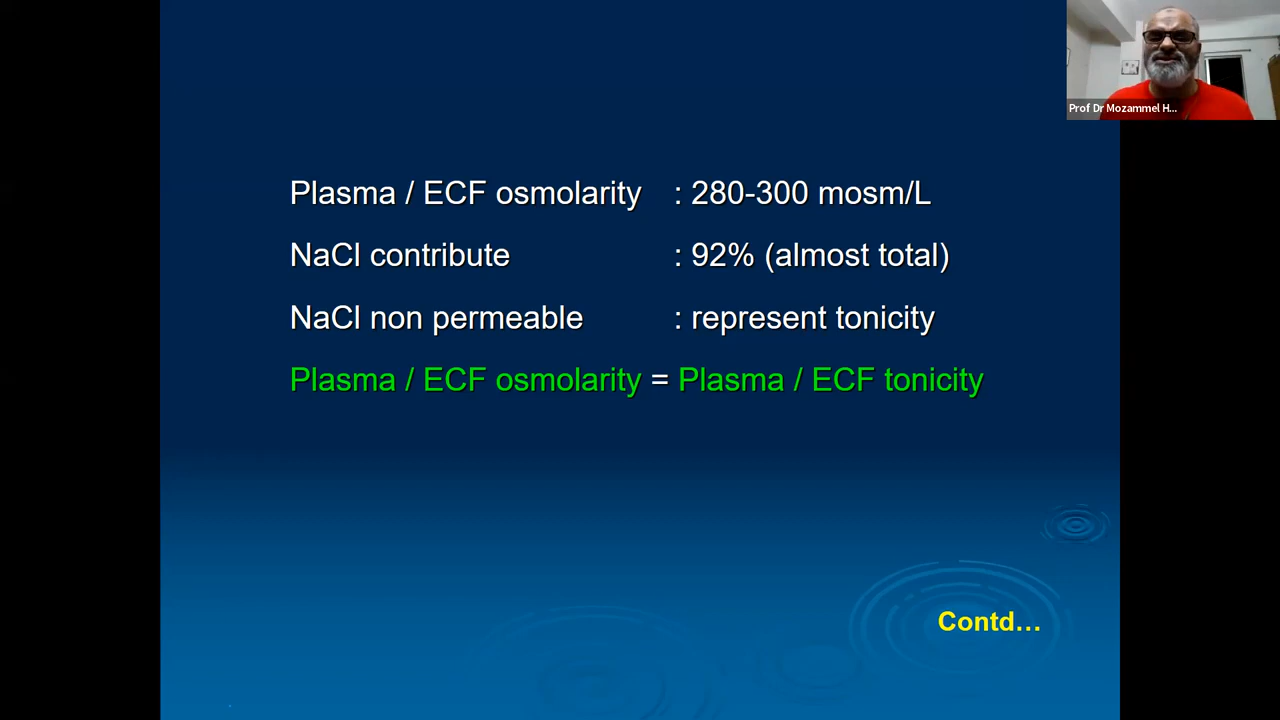 Prof Dr Mozammel H...
Plasma / ECF osmolarity : 280-300 mosm/L
NaCl contribute : 92% (almost total)
NaCl non permeable : represent tonicity
Plasma / ECF osmolarity = Plasma / ECF tonicity
Contd...